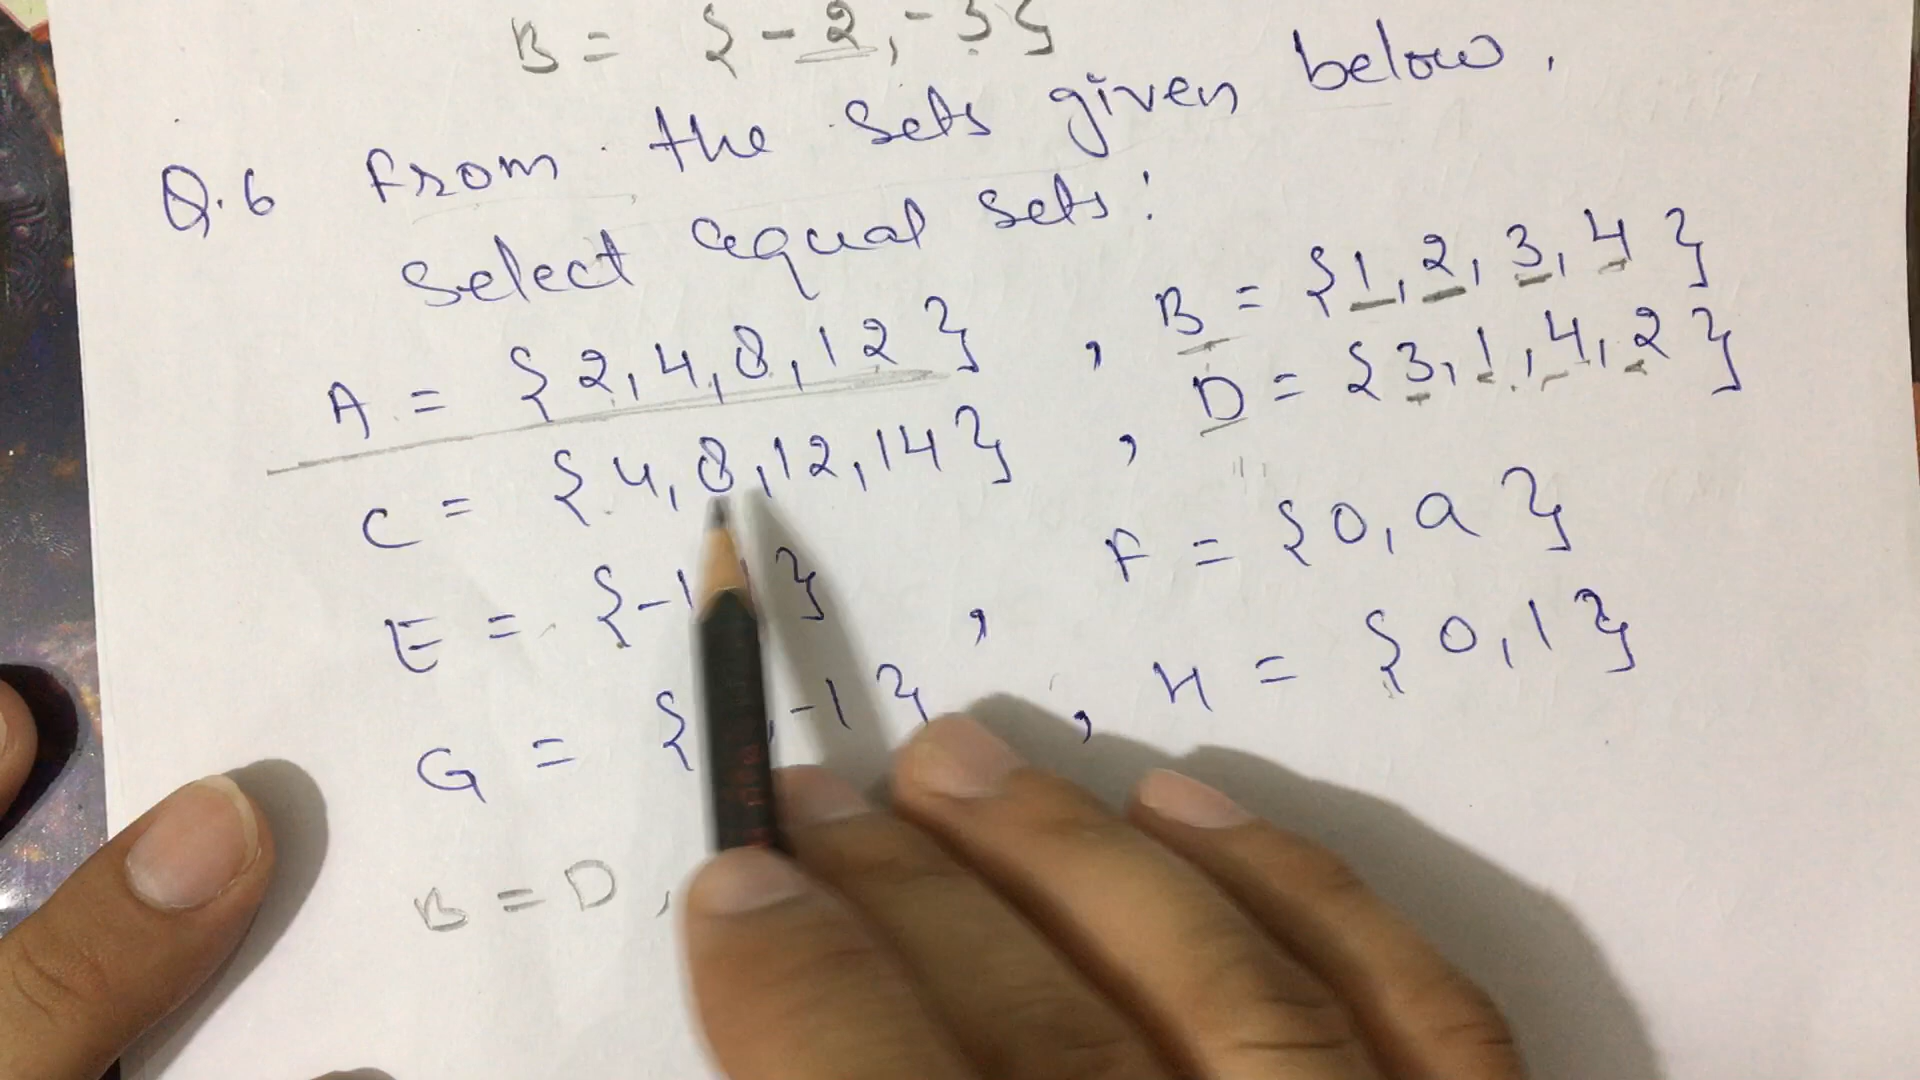 B = {-2, -3}
Q.6 From the sets given below,
select equal sets:
A = {2, 4, 8, 12} , B = {1, 2, 3, 4}
C = {4, 8, 12, 14} , D = {3, 1, 4, 2}
E = {-1 } , F = {0, a}
G = { , -1} , H = {0, 1}
B = D ,